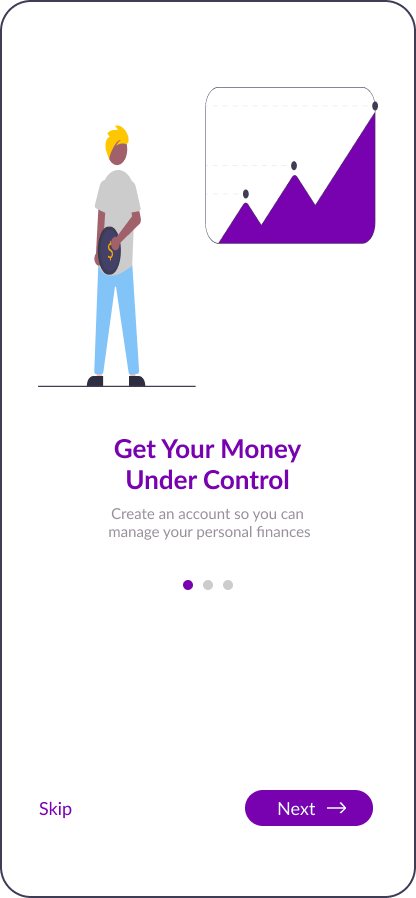 $
Get Your Money
Under Control
Create an account so you can
manage your personal finances
Skip
Next